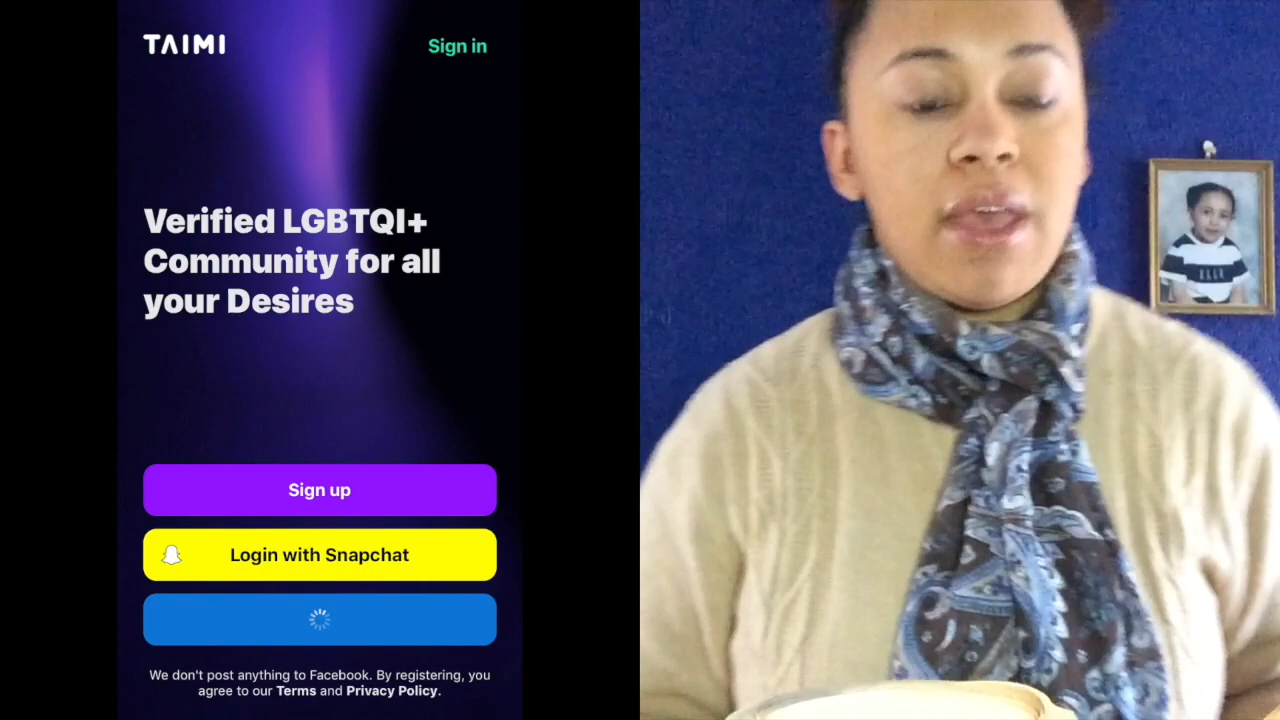 TAIMI
Sign in
Verified LGBTQI+
Community for all
your Desires
Sign up
Login with Snapchat
We don't post anything to Facebook. By registering, you
agree to our Terms and Privacy Policy.
ELLE